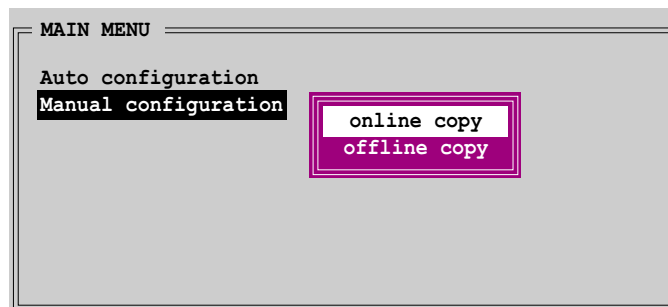 MAIN MENU
Auto configuration
Manual configuration
online copy
offline copy